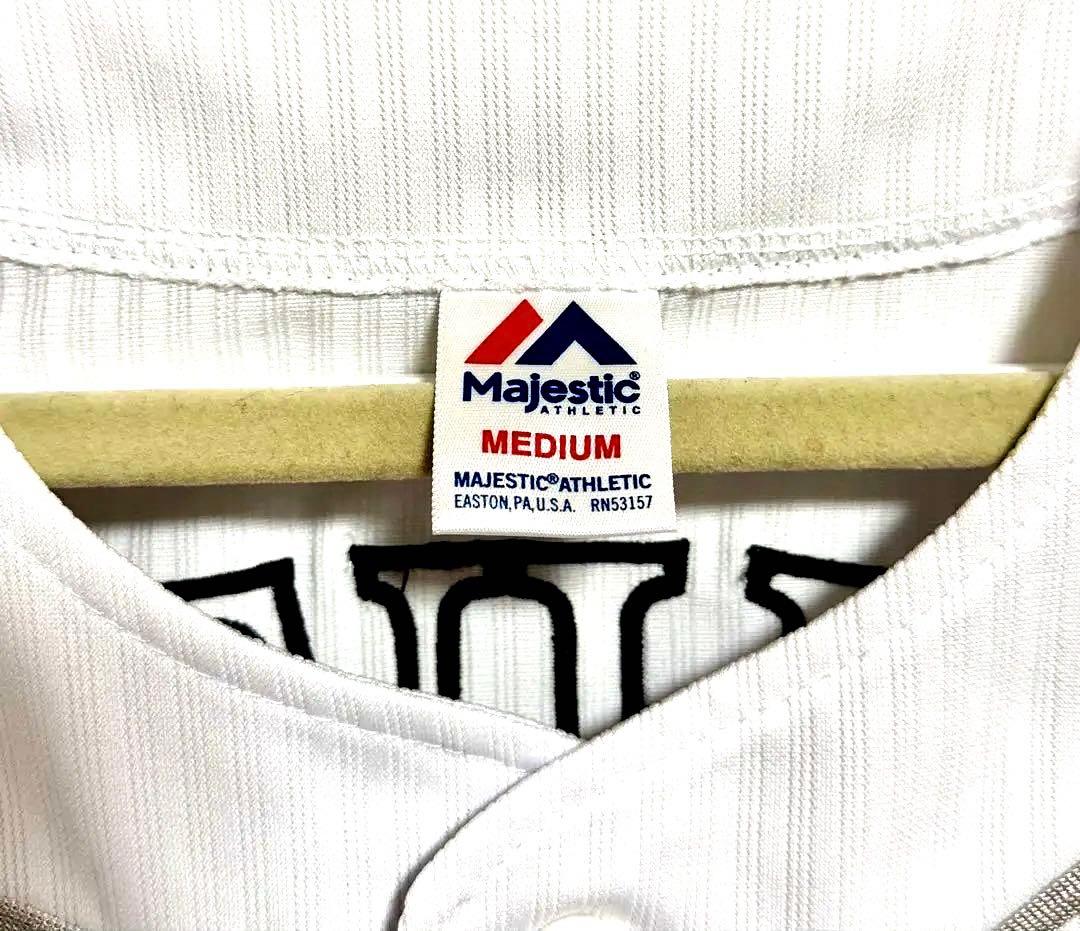 Majestic®
ATHLETIC
MEDIUM
MAJESTIC®ATHLETIC
EASTON, PA, U.S.A. RN53157